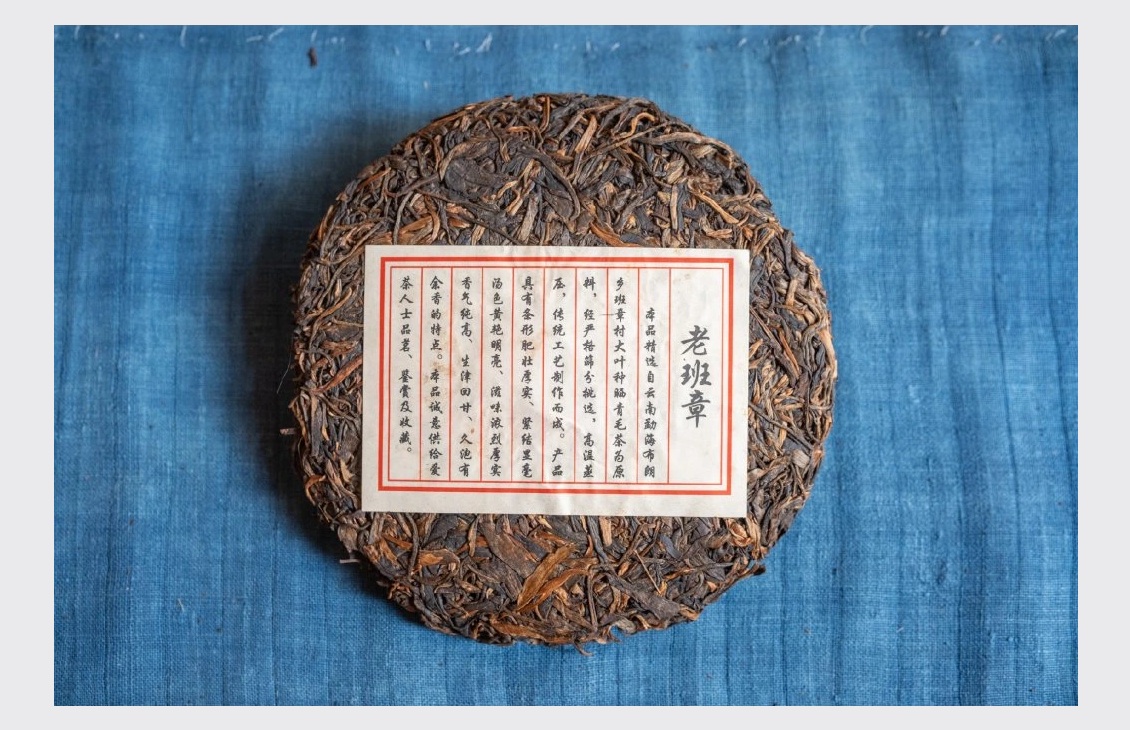 老班章
本品精选自云南勐海布朗
乡班章村大叶种晒青毛茶为原
料，经严格筛分挑选，高温蒸
压，传统工艺制作而成。产品
具有条形肥壮厚实、紧结显毫
汤色黄艳明亮、滋味浓烈厚实
香气纯高、生津回甘、久泡有
余香的特点。本品诚意供给爱
茶人士品茗、鉴赏及收藏。